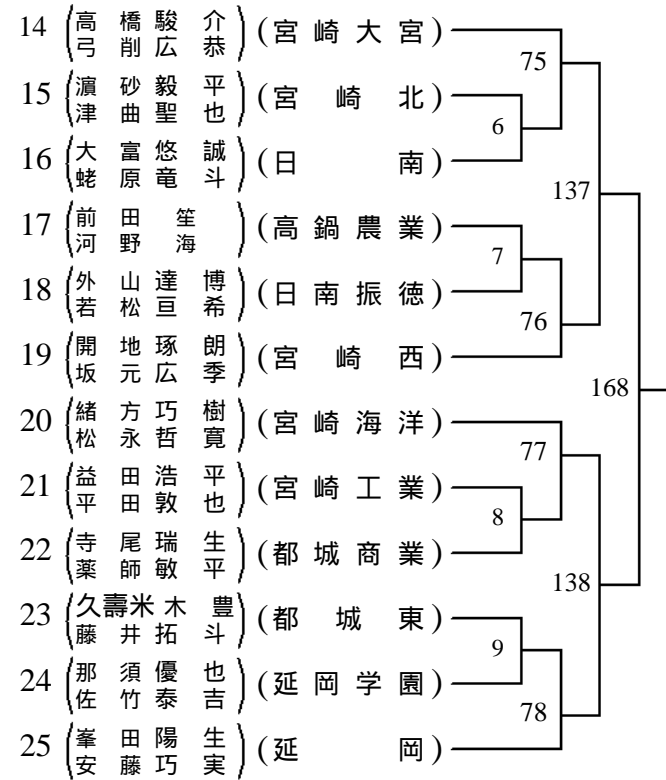 14 高橋駿介 (宮崎大宮)
弓削広恭
75
15 濵砂毅平 (宮崎北)
津曲聖也
6
16 大富悠誠 (日南)
蛯原竜斗
137
17 前田笙 (高鍋農業)
河野海
7
18 外山達博 (日南振徳)
若松亘希
76
19 開地琢朗 (宮崎西)
坂元広季
168
20 緒方巧樹 (宮崎海洋)
松永哲寛
77
21 益田浩平 (宮崎工業)
平田敦也
8
22 寺尾瑞生 (都城商業)
薬師敏平
138
23 久壽米木豊 (都城東)
藤井拓斗
9
24 那須優也 (延岡学園)
佐竹泰吉
78
25 峯田陽生 (延岡)
安藤巧実